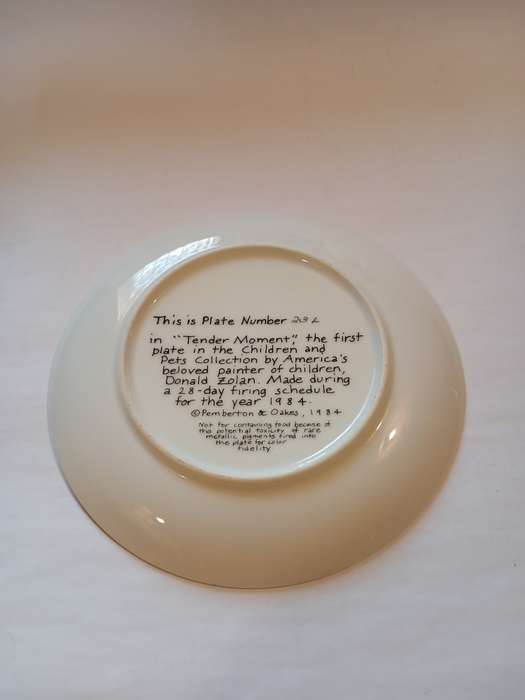 This is Plate Number
in "Tender Moment," the first
plate in the Children and
Pets Collection by America's
beloved painter of children,
Donald Zolan. Made during
a 28-day firing schedule
for the year 1984.
©Pemberton & Oakes, 1984
Not for containing food because of
the potential toxicity of rare
metallic pigments fired into
the plate for color
fidelity